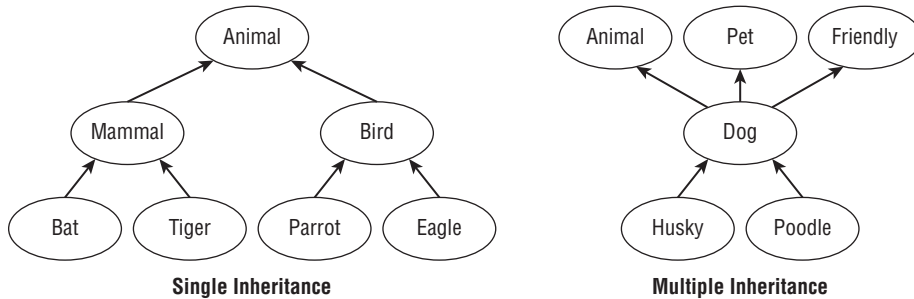 Animal
Mammal Bird
Bat Tiger Parrot Eagle
Single Inheritance
Animal Pet Friendly
Dog
Husky Poodle
Multiple Inheritance